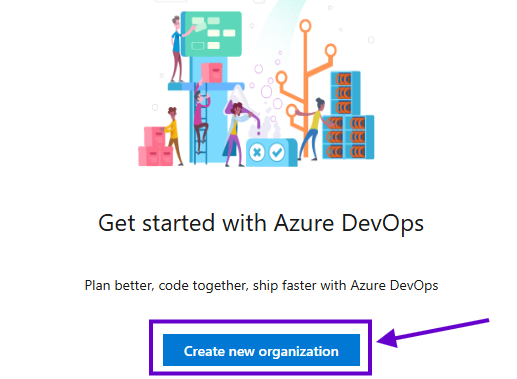 Get started with Azure DevOps
Plan better, code together, ship faster with Azure DevOps
Create new organization